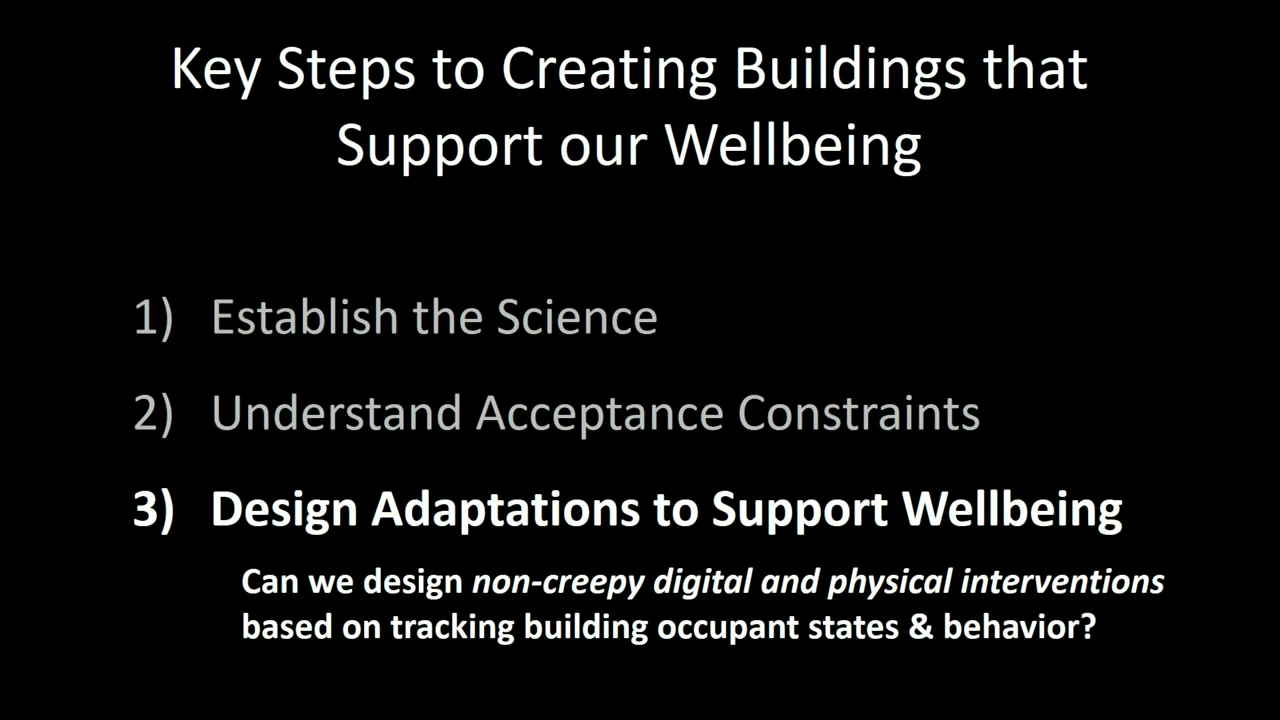 Key Steps to Creating Buildings that
Support our Wellbeing
1) Establish the Science
2) Understand Acceptance Constraints
3) Design Adaptations to Support Wellbeing
Can we design non-creepy digital and physical interventions
based on tracking building occupant states & behavior?